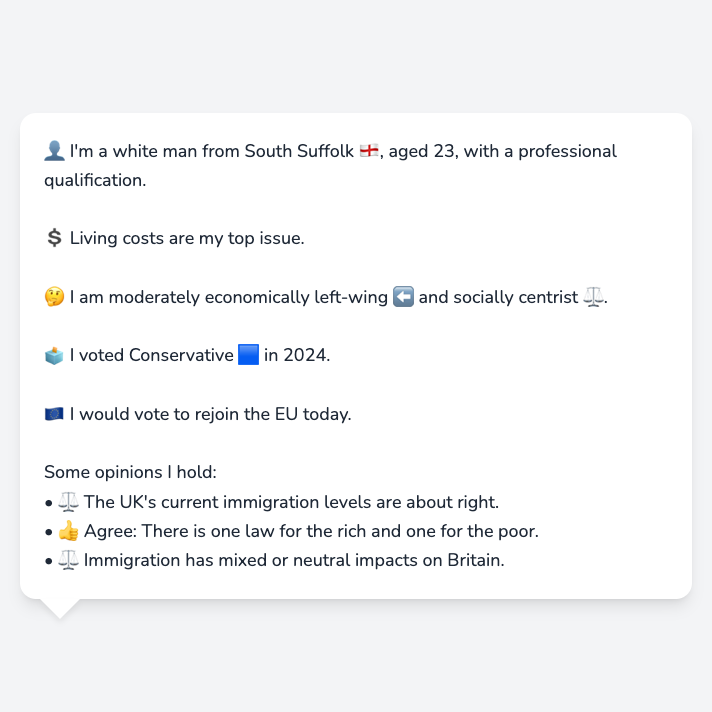 👤 I'm a white man from South Suffolk 🏴󠁧󠁢󠁥󠁮󠁧󠁿, aged 23, with a professional
qualification.
💲 Living costs are my top issue.
🤔 I am moderately economically left-wing ⬅️ and socially centrist ⚖️.
🗳️ I voted Conservative 🟦 in 2024.
🇪🇺 I would vote to rejoin the EU today.
Some opinions I hold:
• ⚖️ The UK's current immigration levels are about right.
• 👍 Agree: There is one law for the rich and one for the poor.
• ⚖️ Immigration has mixed or neutral impacts on Britain.